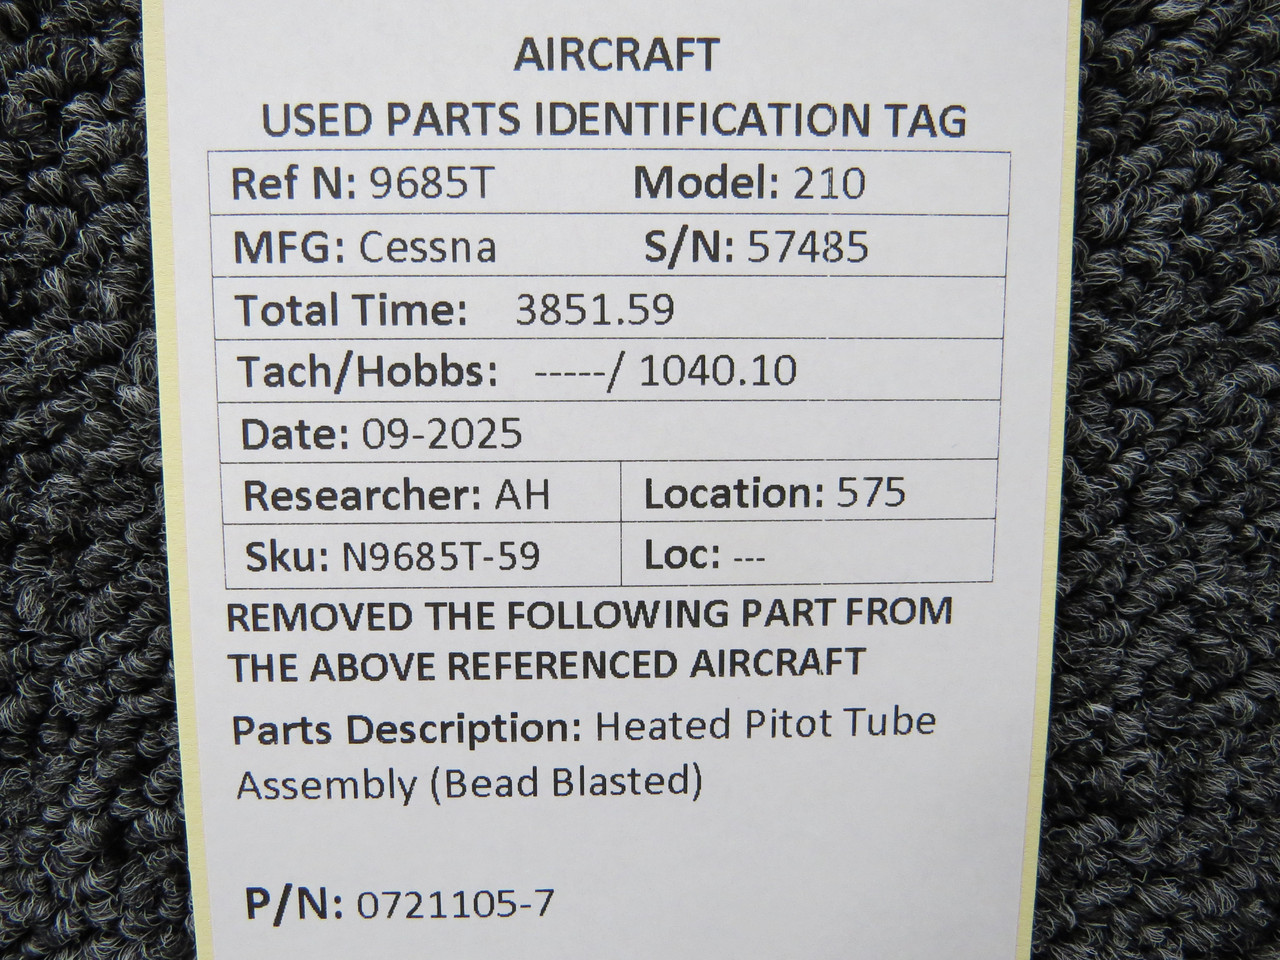 AIRCRAFT
USED PARTS IDENTIFICATION TAG
Ref N: 9685T Model: 210
MFG: Cessna S/N: 57485
Total Time: 3851.59
Tach/Hobbs: -----/ 1040.10
Date: 09-2025
Researcher: AH Location: 575
Sku: N9685T-59 Loc: ---
REMOVED THE FOLLOWING PART FROM
THE ABOVE REFERENCED AIRCRAFT
Parts Description: Heated Pitot Tube
Assembly (Bead Blasted)
P/N: 0721105-7